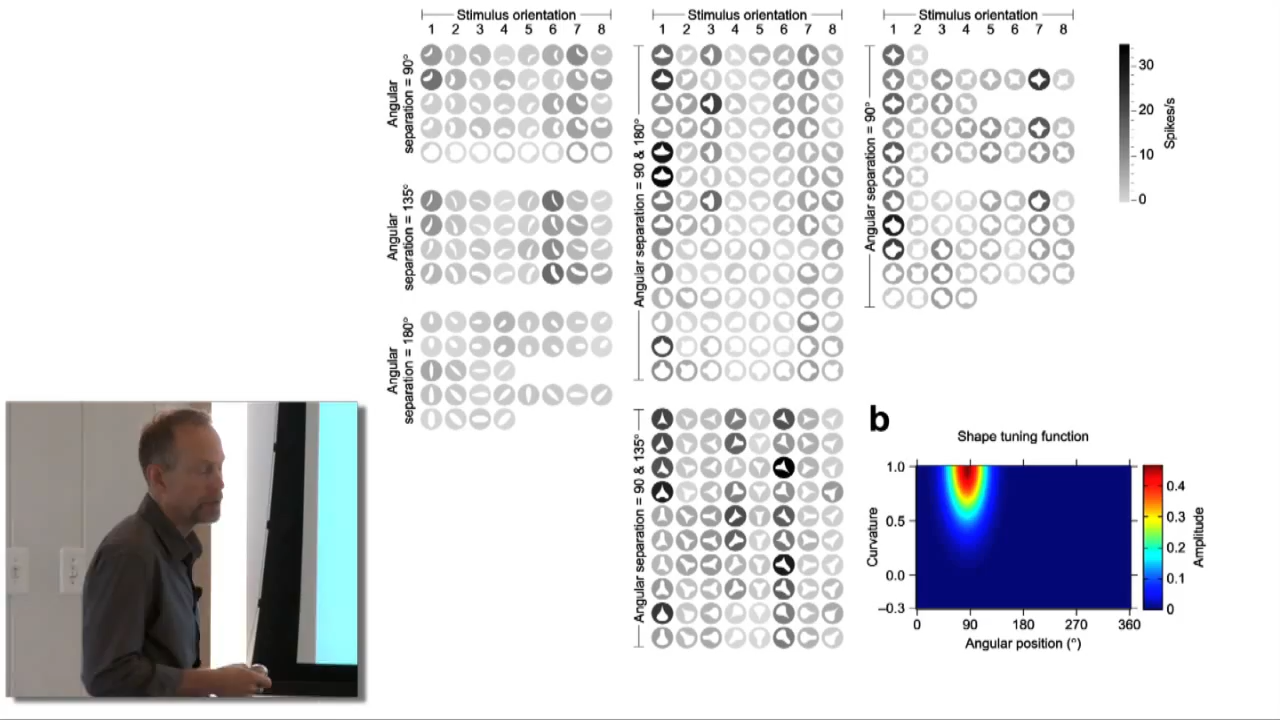 Stimulus orientation
1 2 3 4 5 6 7 8
Angular separation = 90°
Angular separation = 135°
Angular separation = 180°
Stimulus orientation
1 2 3 4 5 6 7 8
Angular separation = 90 & 180°
Angular separation = 90 & 135°
Stimulus orientation
1 2 3 4 5 6 7 8
Angular separation = 90°
30
20
10
0
Spikes/s
b
Shape tuning function
Curvature
1.0
0.5
0.0
–0.3
0 90 180 270 360
Angular position (°)
0.4
0.3
0.2
0.1
0
Amplitude